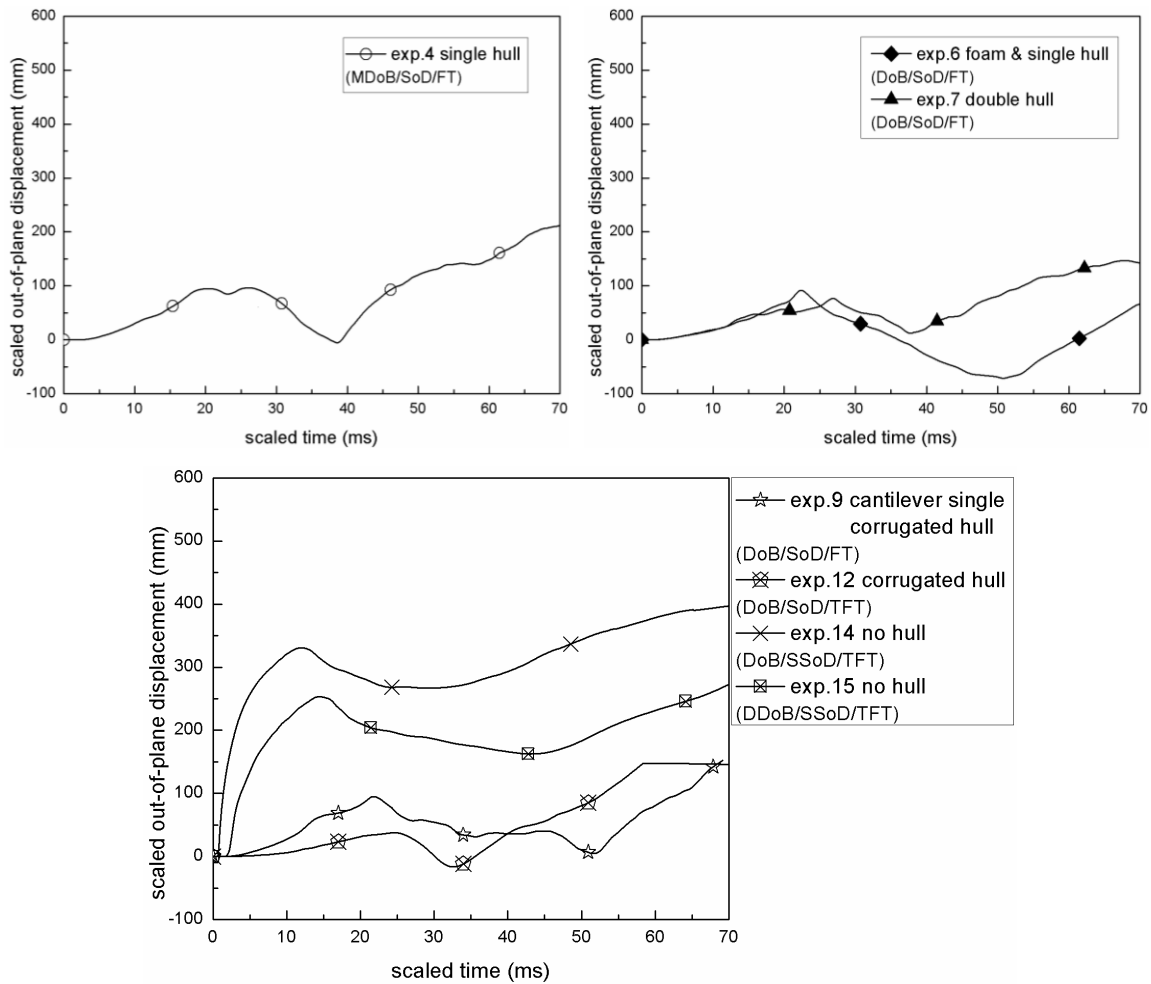 600
500
400
300
200
100
0
-100
scaled out-of-plane displacement (mm)
exp.4 single hull
(MDoB/SoD/FT)
0 10 20 30 40 50 60 70
scaled time (ms)
600
500
400
300
200
100
0
-100
scaled out-of-plane displacement (mm)
exp.6 foam & single hull
(DoB/SoD/FT)
exp.7 double hull
(DoB/SoD/FT)
0 10 20 30 40 50 60 70
scaled time (ms)
600
500
400
300
200
100
0
-100
scaled out-of-plane displacement (mm)
0 10 20 30 40 50 60 70
scaled time (ms)
exp.9 cantilever single
corrugated hull
(DoB/SoD/FT)
exp.12 corrugated hull
(DoB/SoD/TFT)
exp.14 no hull
(DoB/SSoD/TFT)
exp.15 no hull
(DDoB/SSoD/TFT)